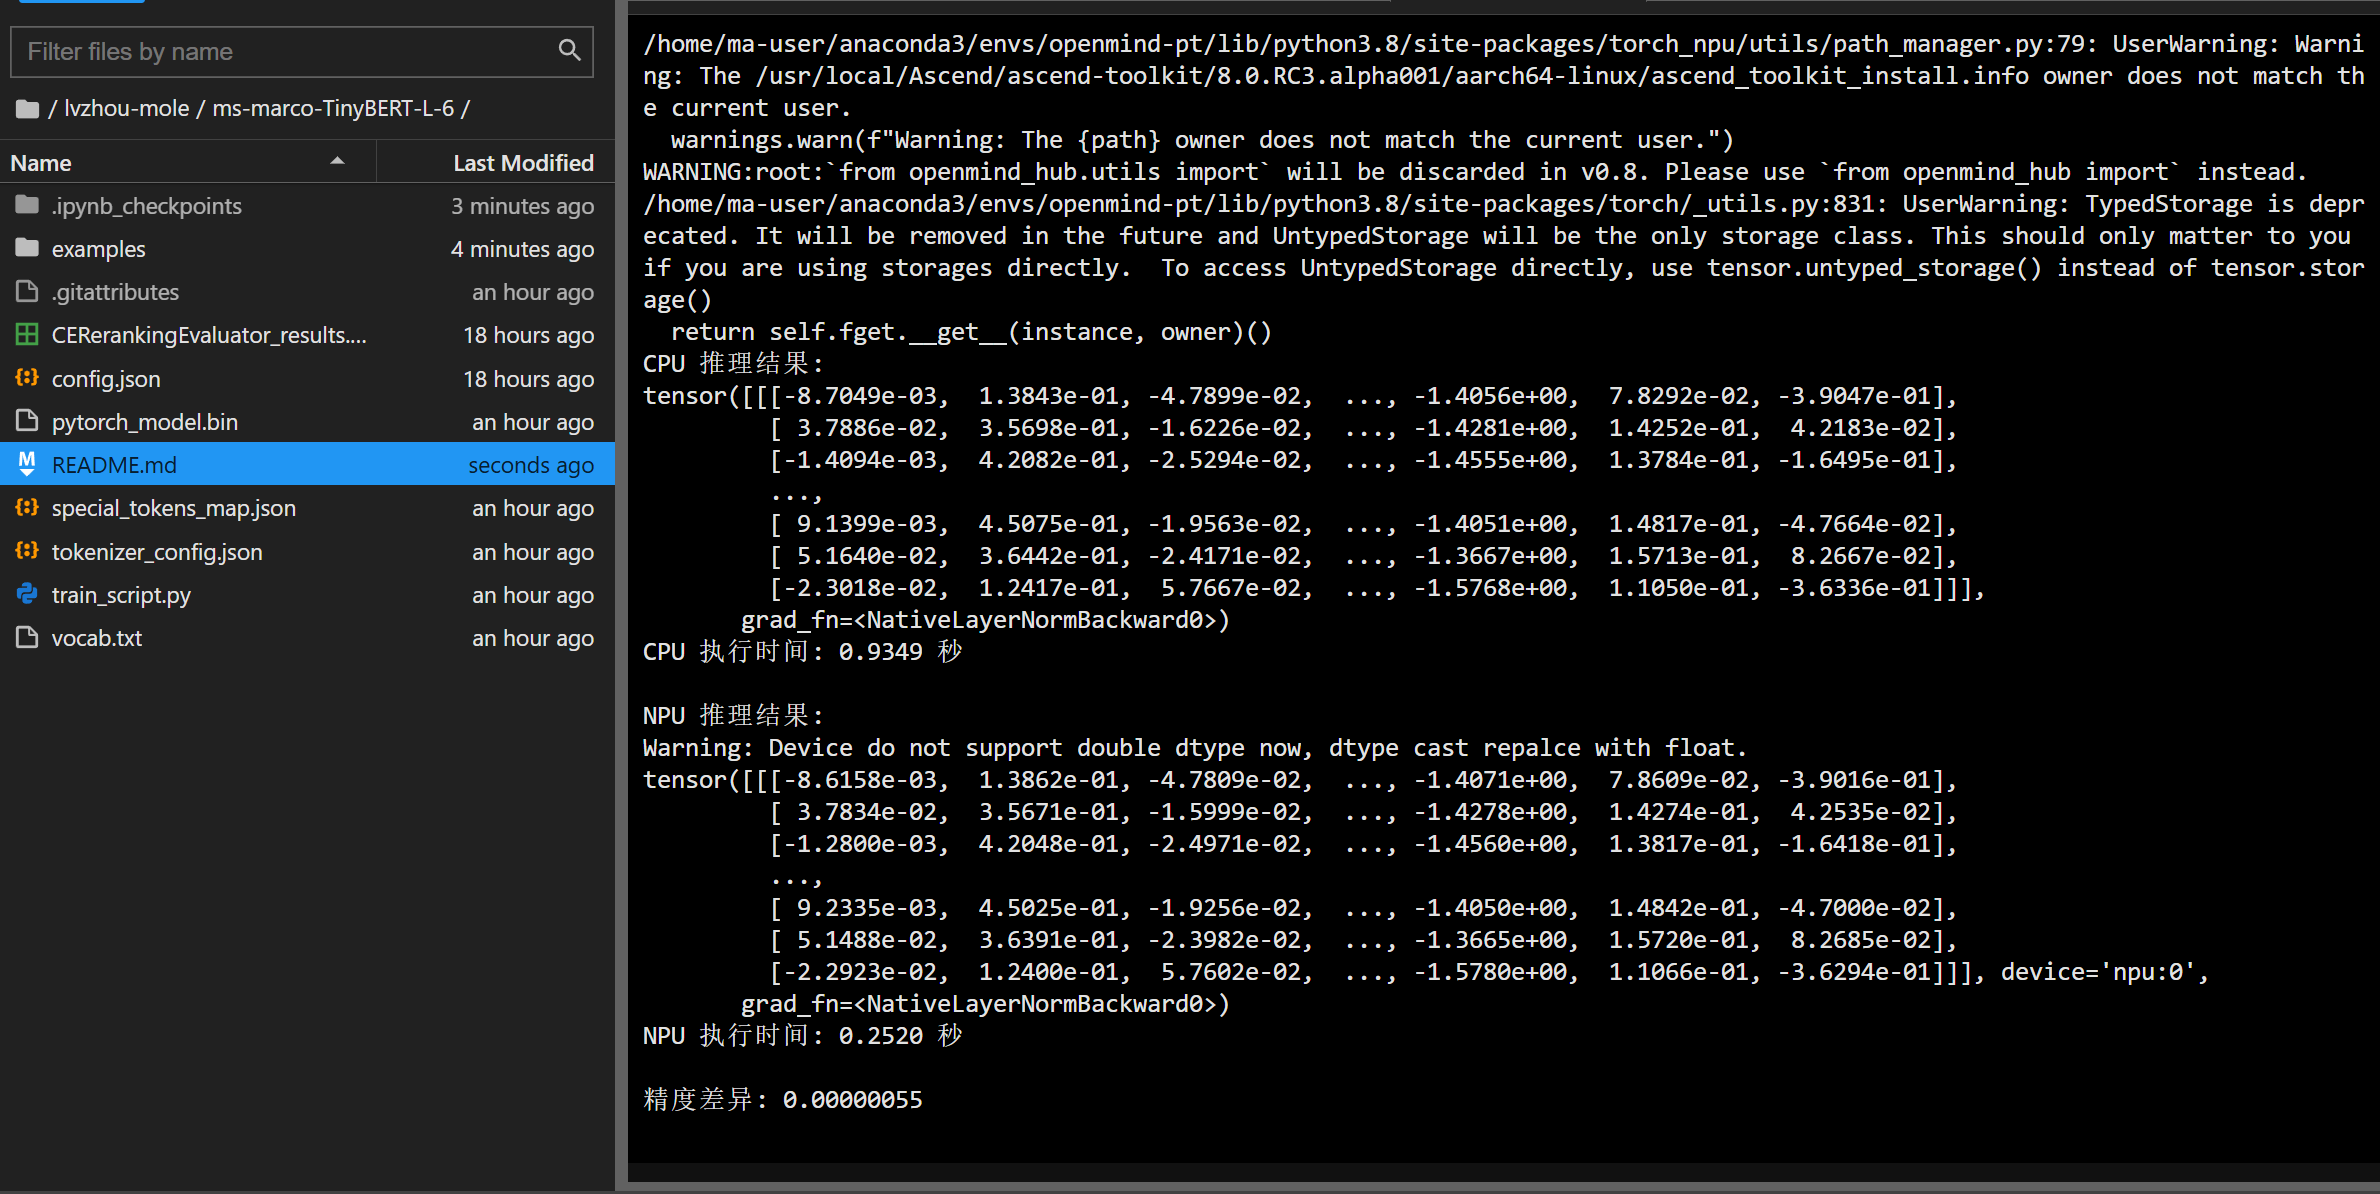 Filter files by name
/ lvzhou-mole / ms-marco-TinyBERT-L-6 /
Name Last Modified
.ipynb_checkpoints 3 minutes ago
examples 4 minutes ago
.gitattributes an hour ago
CERerankingEvaluator_results.... 18 hours ago
config.json 18 hours ago
pytorch_model.bin an hour ago
README.md seconds ago
special_tokens_map.json an hour ago
tokenizer_config.json an hour ago
train_script.py an hour ago
vocab.txt an hour ago
/home/ma-user/anaconda3/envs/openmind-pt/lib/python3.8/site-packages/torch_npu/utils/path_manager.py:79: UserWarning: Warni
ng: The /usr/local/Ascend/ascend-toolkit/8.0.RC3.alpha001/aarch64-linux/ascend_toolkit_install.info owner does not match th
e current user.
  warnings.warn(f"Warning: The {path} owner does not match the current user.")
WARNING:root:`from openmind_hub.utils import` will be discarded in v0.8. Please use `from openmind_hub import` instead.
/home/ma-user/anaconda3/envs/openmind-pt/lib/python3.8/site-packages/torch/_utils.py:831: UserWarning: TypedStorage is depr
ecated. It will be removed in the future and UntypedStorage will be the only storage class. This should only matter to you
if you are using storages directly.  To access UntypedStorage directly, use tensor.untyped_storage() instead of tensor.stor
age()
  return self.fget.__get__(instance, owner)()
CPU 推理结果:
tensor([[[-8.7049e-03,  1.3843e-01, -4.7899e-02,  ..., -1.4056e+00,  7.8292e-02, -3.9047e-01],
         [ 3.7886e-02,  3.5698e-01, -1.6226e-02,  ..., -1.4281e+00,  1.4252e-01,  4.2183e-02],
         [-1.4094e-03,  4.2082e-01, -2.5294e-02,  ..., -1.4555e+00,  1.3784e-01, -1.6495e-01],
         ...,
         [ 9.1399e-03,  4.5075e-01, -1.9563e-02,  ..., -1.4051e+00,  1.4817e-01, -4.7664e-02],
         [ 5.1640e-02,  3.6442e-01, -2.4171e-02,  ..., -1.3667e+00,  1.5713e-01,  8.2667e-02],
         [-2.3018e-02,  1.2417e-01,  5.7667e-02,  ..., -1.5768e+00,  1.1050e-01, -3.6336e-01]]],
       grad_fn=<NativeLayerNormBackward0>)
CPU 执行时间: 0.9349 秒
NPU 推理结果:
Warning: Device do not support double dtype now, dtype cast repalce with float.
tensor([[[-8.6158e-03,  1.3862e-01, -4.7809e-02,  ..., -1.4071e+00,  7.8609e-02, -3.9016e-01],
         [ 3.7834e-02,  3.5671e-01, -1.5999e-02,  ..., -1.4278e+00,  1.4274e-01,  4.2535e-02],
         [-1.2800e-03,  4.2048e-01, -2.4971e-02,  ..., -1.4560e+00,  1.3817e-01, -1.6418e-01],
         ...,
         [ 9.2335e-03,  4.5025e-01, -1.9256e-02,  ..., -1.4050e+00,  1.4842e-01, -4.7000e-02],
         [ 5.1488e-02,  3.6391e-01, -2.3982e-02,  ..., -1.3665e+00,  1.5720e-01,  8.2685e-02],
         [-2.2923e-02,  1.2400e-01,  5.7602e-02,  ..., -1.5780e+00,  1.1066e-01, -3.6294e-01]]], device='npu:0',
       grad_fn=<NativeLayerNormBackward0>)
NPU 执行时间: 0.2520 秒
精度差异: 0.00000055